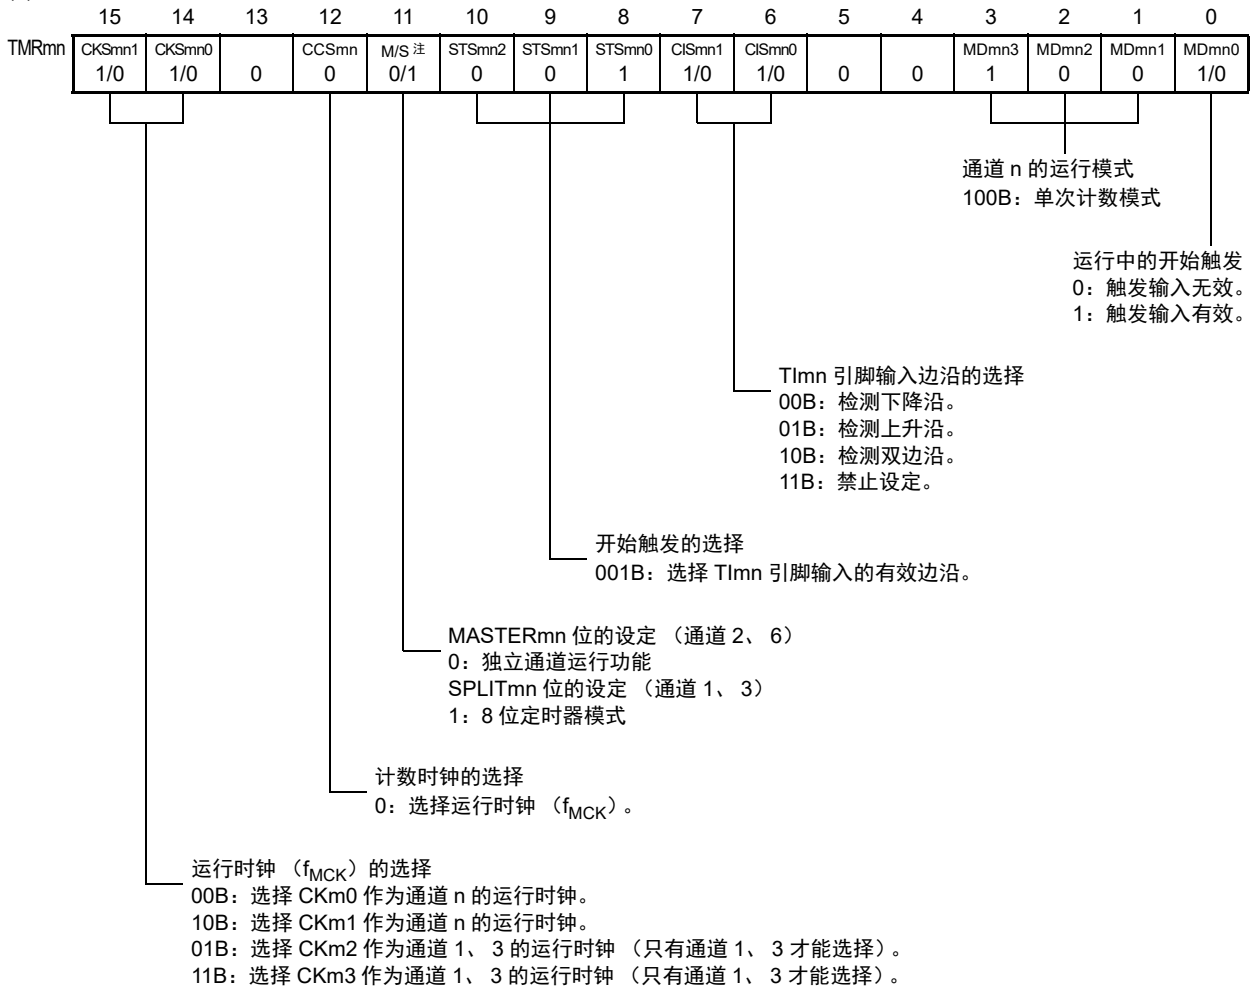 15 14 13 12 11 10 9 8 7 6 5 4 3 2 1 0
TMRmn CKSmn1 CKSmn0 CCSmn M/S 注 STSmn2 STSmn1 STSmn0 CISmn1 CISmn0 MDmn3 MDmn2 MDmn1 MDmn0
1/0 1/0 0 0 0/1 0 0 1 1/0 1/0 0 0 1 0 0 1/0
通道 n 的运行模式
100B：单次计数模式
运行中的开始触发
0：触发输入无效。
1：触发输入有效。
TImn 引脚输入边沿的选择
00B：检测下降沿。
01B：检测上升沿。
10B：检测双边沿。
11B：禁止设定。
开始触发的选择
001B：选择 TImn 引脚输入的有效边沿。
MASTERmn 位的设定 （通道 2、 6）
0：独立通道运行功能
SPLITmn 位的设定 （通道 1、 3）
1：8 位定时器模式
计数时钟的选择
0：选择运行时钟 （fMCK）。
运行时钟 （fMCK）的选择
00B：选择 CKm0 作为通道 n 的运行时钟。
10B：选择 CKm1 作为通道 n 的运行时钟。
01B：选择 CKm2 作为通道 1、 3 的运行时钟 （只有通道 1、 3 才能选择）。
11B：选择 CKm3 作为通道 1、 3 的运行时钟 （只有通道 1、 3 才能选择）。